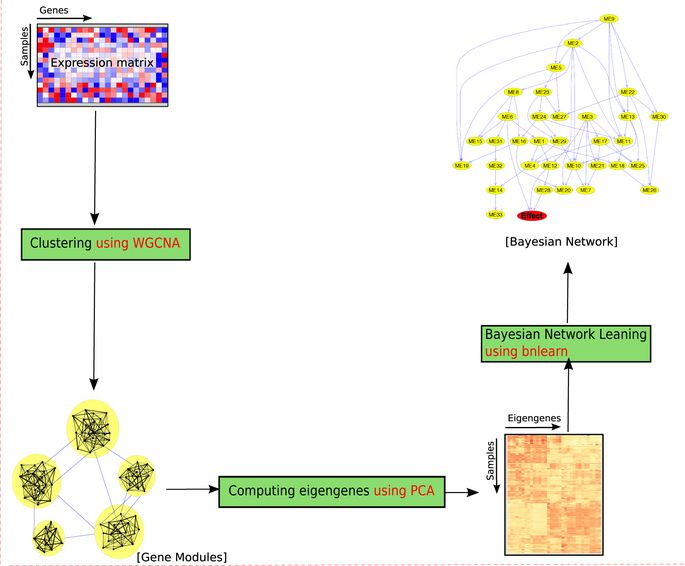 Genes
Samples
Expression matrix
Clustering using WGCNA
[Gene Modules]
Computing eigengenes using PCA
Eigengenes
Samples
Bayesian Network Leaning
using bnlearn
[Bayesian Network]
ME9
ME2
ME5
ME8 ME23 ME22
ME6 ME24 ME27 ME3 ME13 ME30
ME15 ME31 ME16 ME1 ME29 ME17 ME11
ME19 ME32 ME4 ME12 ME10 ME21 ME18 ME25
ME14 ME28 ME20 ME7 ME26
ME33 Effect